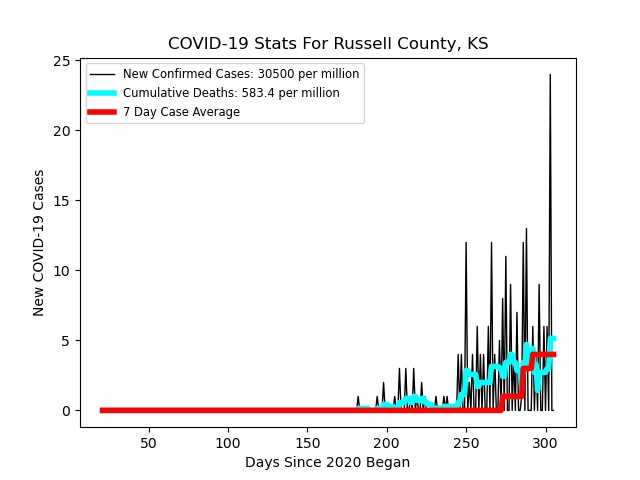 COVID-19 Stats For Russell County, KS
New Confirmed Cases: 30500 per million
Cumulative Deaths: 583.4 per million
7 Day Case Average
New COVID-19 Cases
25
20
15
10
5
0
50 100 150 200 250 300
Days Since 2020 Began